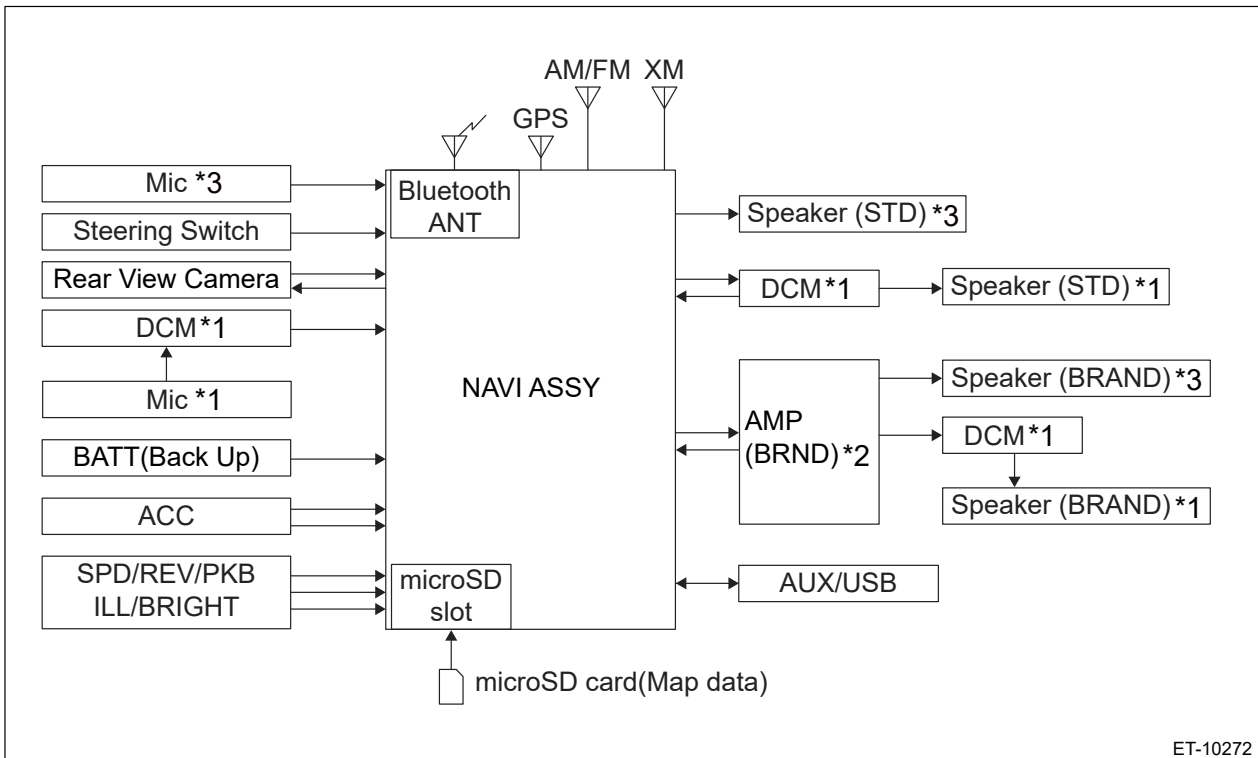 AM/FM XM
GPS
Mic *3
Bluetooth
ANT
Steering Switch
Rear View Camera
DCM*1
Mic *1
BATT(Back Up)
ACC
SPD/REV/PKB
ILL/BRIGHT
NAVI ASSY
microSD
slot
microSD card(Map data)
Speaker (STD) *3
DCM*1
Speaker (STD) *1
AMP
(BRND) *2
Speaker (BRAND) *3
DCM*1
Speaker (BRAND) *1
AUX/USB
ET-10272